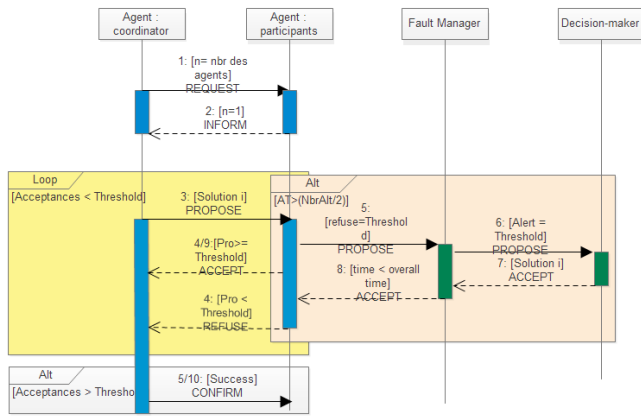 Agent :
coordinator
Agent :
participants
Fault Manager
Decision-maker
1: [n= nbr des
agents]
REQUEST
2: [n=1]
INFORM
Loop
[Acceptances < Threshold]
Alt
[AT>(NbrAlt/2)]
3: [Solution i]
PROPOSE
5:
[refuse=Threshol
d]
PROPOSE
6: [Alert =
Threshold]
PROPOSE
4/9:[Pro>=
Threshold]
ACCEPT
7: [Solution i]
ACCEPT
8: [time < overall
time]
ACCEPT
4: [Pro <
Threshold]
REFUSE
Alt
[Acceptances > Thresho
5/10: [Success]
CONFIRM